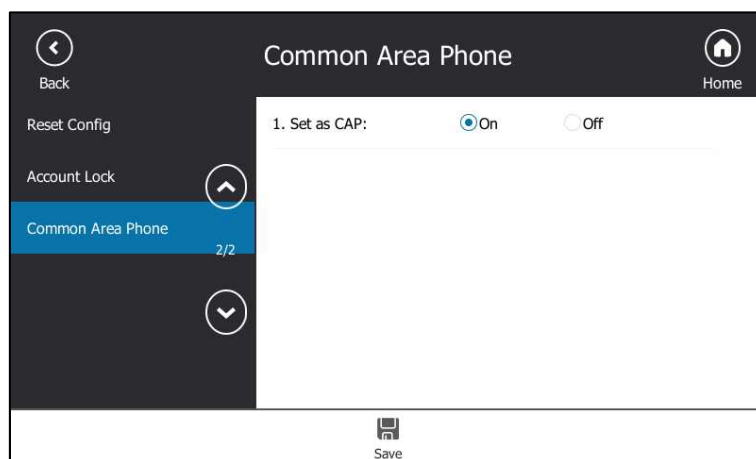 Back
Common Area Phone
Home
Reset Config
Account Lock
Common Area Phone
2/2
1. Set as CAP: On Off
Save